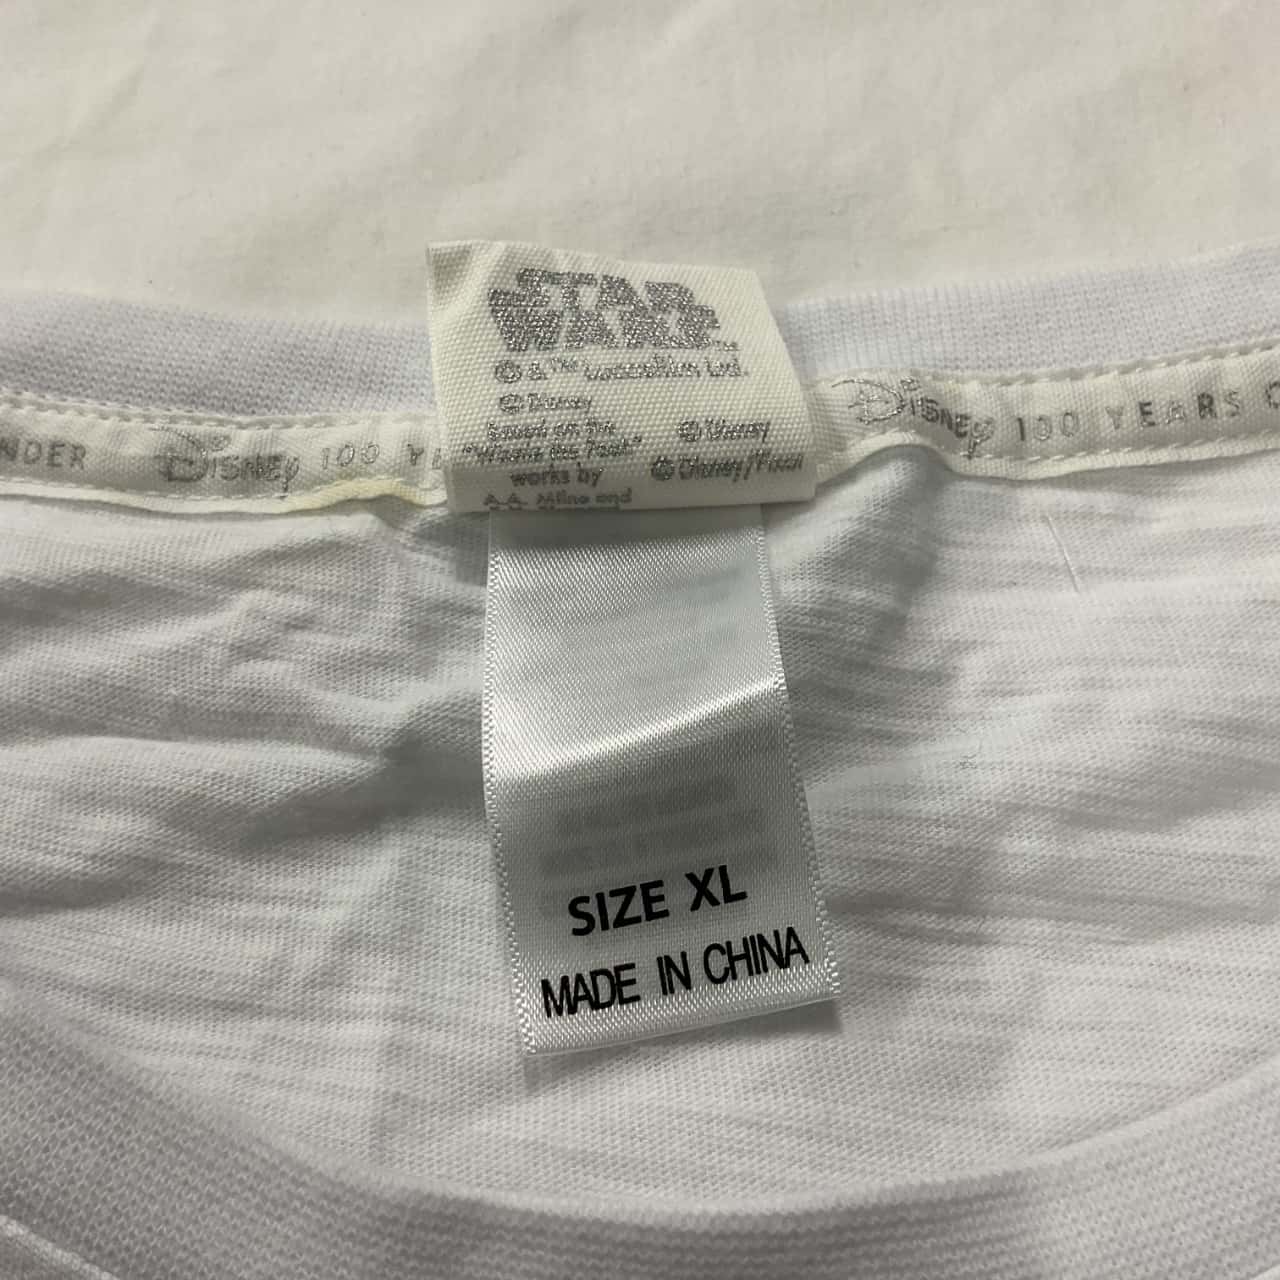 STAR
WARS
© & ™ Lucasfilm Ltd.
© Disney
Based on the
"Winnie the Pooh"
works by
A.A. Milne and
© Disney
© Disney/Pixar
NDER Disney 100 Y
Disney 100 YEARS
SIZE XL
MADE IN CHINA